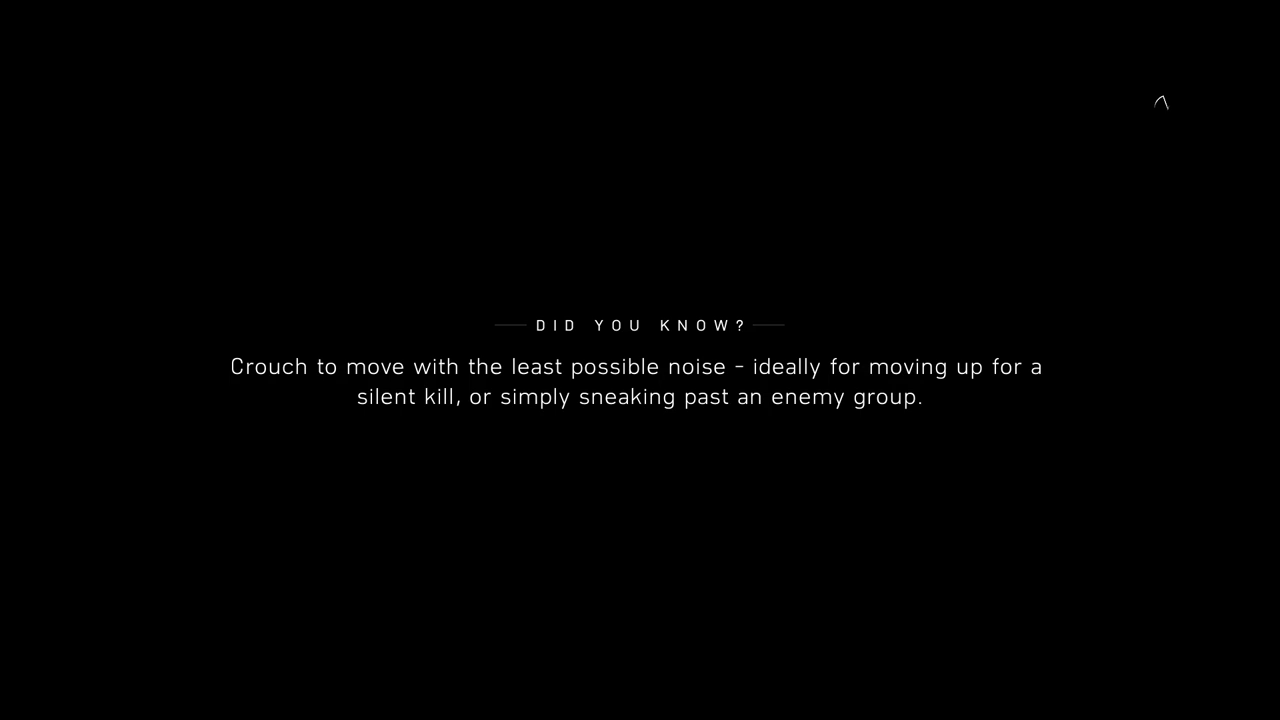 DID YOU KNOW?
Crouch to move with the least possible noise - ideally for moving up for a
silent kill, or simply sneaking past an enemy group.